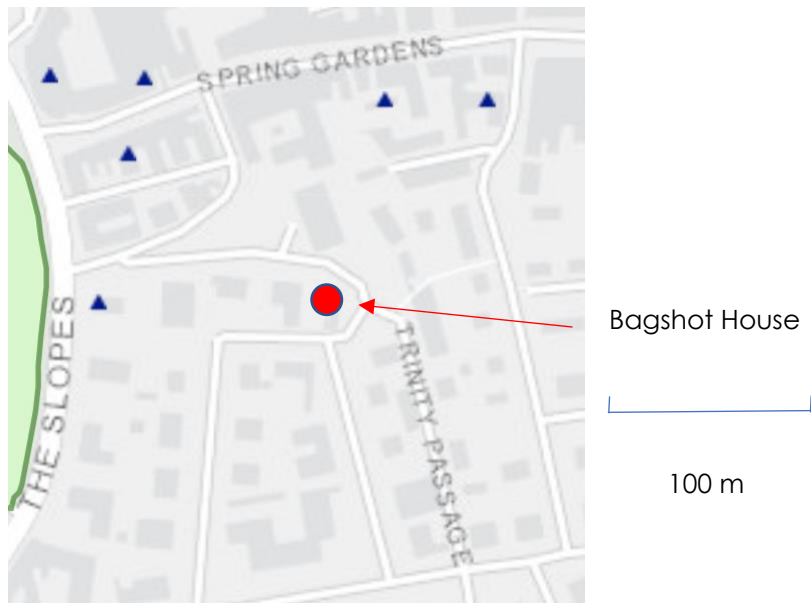 SPRING GARDENS
Bagshot House
THE SLOPES
TRINITY PASSAGE
100 m